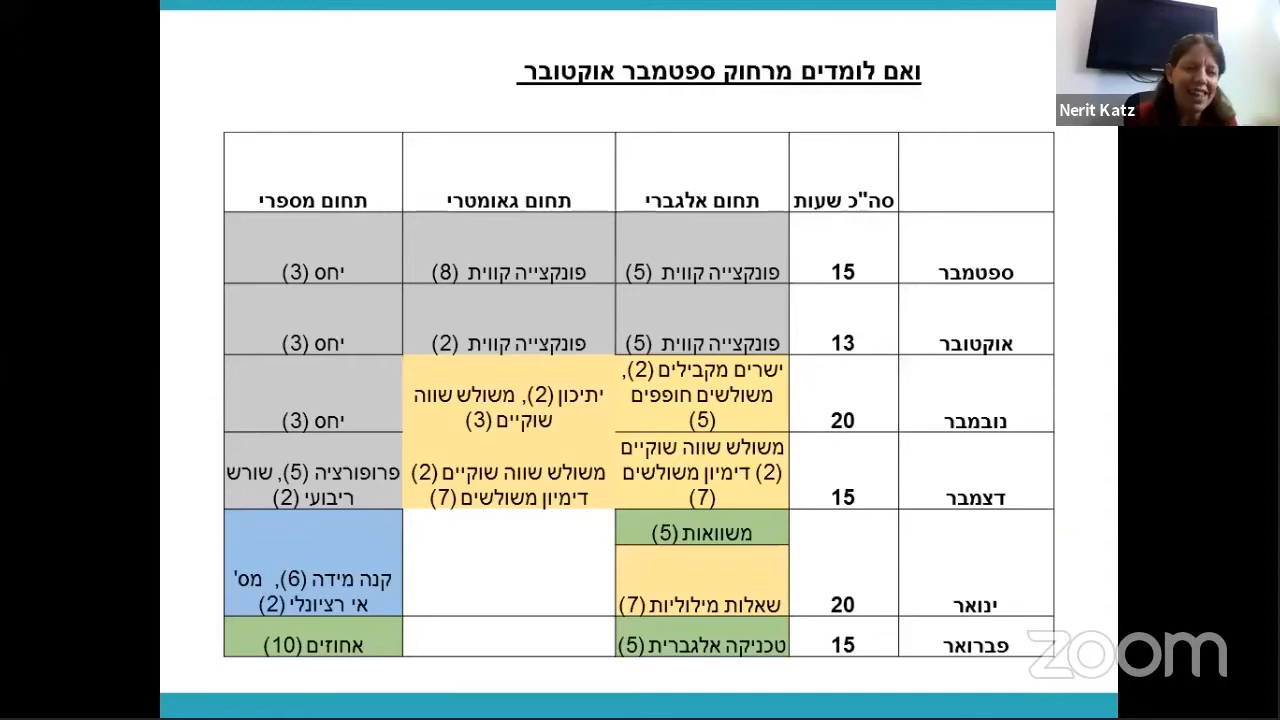 ואם לומדים מרחוק ספטמבר אוקטובר
Nerit Katz
סה"כ שעות
תחום אלגברי
תחום גאומטרי
תחום מספרי
ספטמבר
15
פונקצייה קווית (5)
פונקצייה קווית (8)
יחס (3)
אוקטובר
13
פונקצייה קווית (5)
פונקצייה קווית (2)
יחס (3)
נובמבר
20
ישרים מקבילים (2),
משולשים חופפים
(5)
יתיכון (2), משולש שווה
שוקיים (3)
יחס (3)
דצמבר
15
משולש שווה שוקיים
(2) דימיון משולשים
(7)
משולש שווה שוקיים (2)
דימיון משולשים (7)
פרופורציה (5), שורש
ריבועי (2)
ינואר
20
משוואות (5)
שאלות מילוליות (7)
קנה מידה (6), מס'
אי רציונלי (2)
פברואר
15
טכניקה אלגברית (5)
אחוזים (10)
zoom